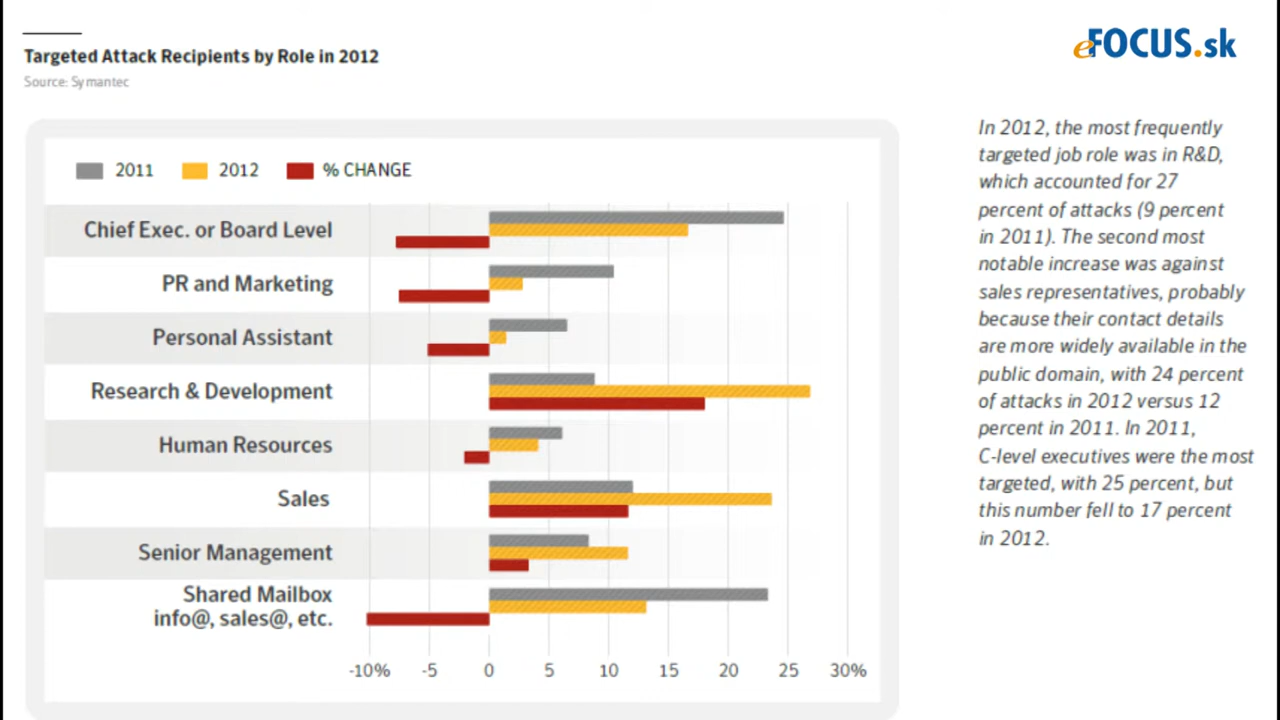 Targeted Attack Recipients by Role in 2012
Source: Symantec
eFOCUS.sk
2011 2012 % CHANGE
Chief Exec. or Board Level
PR and Marketing
Personal Assistant
Research & Development
Human Resources
Sales
Senior Management
Shared Mailbox
info@, sales@, etc.
-10% -5 0 5 10 15 20 25 30%
In 2012, the most frequently
targeted job role was in R&D,
which accounted for 27
percent of attacks (9 percent
in 2011). The second most
notable increase was against
sales representatives, probably
because their contact details
are more widely available in the
public domain, with 24 percent
of attacks in 2012 versus 12
percent in 2011. In 2011,
C-level executives were the most
targeted, with 25 percent, but
this number fell to 17 percent
in 2012.